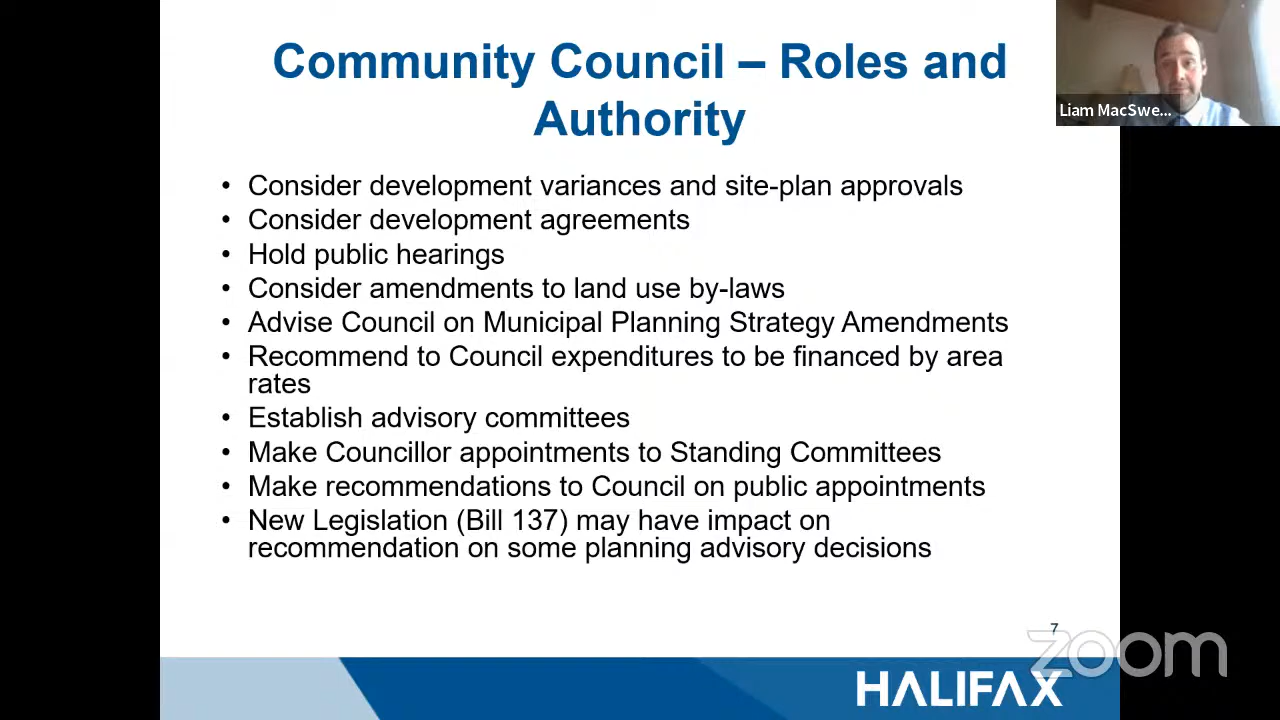 Community Council – Roles and
Authority
Liam MacSwe...
• Consider development variances and site-plan approvals
• Consider development agreements
• Hold public hearings
• Consider amendments to land use by-laws
• Advise Council on Municipal Planning Strategy Amendments
• Recommend to Council expenditures to be financed by area
rates
• Establish advisory committees
• Make Councillor appointments to Standing Committees
• Make recommendations to Council on public appointments
• New Legislation (Bill 137) may have impact on
recommendation on some planning advisory decisions
7
zoom
HALIFAX